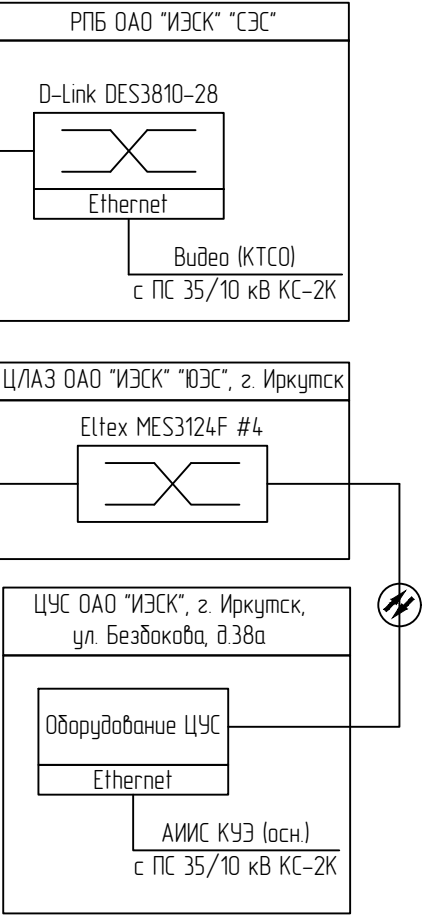 РПБ ОАО "ИЭСК" "СЭС"
D-Link DES3810-28
Ethernet
Видео (КТСО)
с ПС 35/10 кВ КС-2К
ЦЛАЗ ОАО "ИЭСК" "ЮЭС", г. Иркутск
Eltex MES3124F #4
ЦУС ОАО "ИЭСК", г. Иркутск,
ул. Безбокова, д.38а
Оборудование ЦУС
Ethernet
АИИС КУЭ (осн.)
с ПС 35/10 кВ КС-2К